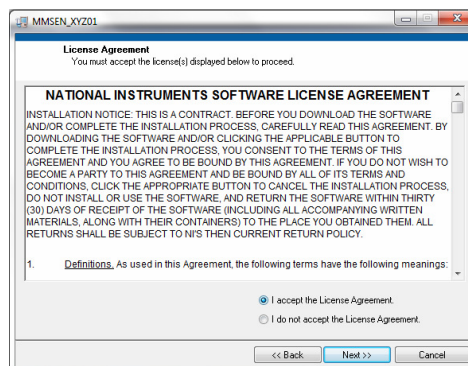 MMSEN_XYZ01
License Agreement
You must accept the license(s) displayed below to proceed.
NATIONAL INSTRUMENTS SOFTWARE LICENSE AGREEMENT
INSTALLATION NOTICE: THIS IS A CONTRACT. BEFORE YOU DOWNLOAD THE SOFTWARE
AND/OR COMPLETE THE INSTALLATION PROCESS, CAREFULLY READ THIS AGREEMENT. BY
DOWNLOADING THE SOFTWARE AND/OR CLICKING THE APPLICABLE BUTTON TO
COMPLETE THE INSTALLATION PROCESS, YOU CONSENT TO THE TERMS OF THIS
AGREEMENT AND YOU AGREE TO BE BOUND BY THIS AGREEMENT. IF YOU DO NOT WISH TO
BECOME A PARTY TO THIS AGREEMENT AND BE BOUND BY ALL OF ITS TERMS AND
CONDITIONS, CLICK THE APPROPRIATE BUTTON TO CANCEL THE INSTALLATION PROCESS,
DO NOT INSTALL OR USE THE SOFTWARE, AND RETURN THE SOFTWARE WITHIN THIRTY
(30) DAYS OF RECEIPT OF THE SOFTWARE (INCLUDING ALL ACCOMPANYING WRITTEN
MATERIALS, ALONG WITH THEIR CONTAINERS) TO THE PLACE YOU OBTAINED THEM. ALL
RETURNS SHALL BE SUBJECT TO NI'S THEN CURRENT RETURN POLICY.
1. Definitions. As used in this Agreement, the following terms have the following meanings:
I accept the License Agreement.
I do not accept the License Agreement.
<< Back Next >> Cancel